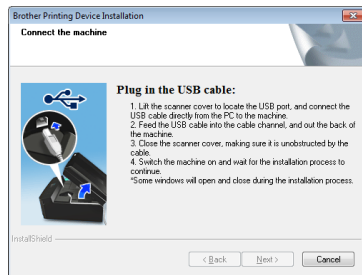 Brother Printing Device Installation
Connect the machine
Plug in the USB cable:
1. Lift the scanner cover to locate the USB port, and connect the
USB cable directly from the PC to the machine.
2. Feed the USB cable into the cable channel, and out the back of
the machine.
3. Close the scanner cover, making sure it is unobstructed by the
cable.
4. Switch the machine on and wait for the installation process to
continue.
*Some windows will open and close during the installation process.
InstallShield
< Back
Next >
Cancel